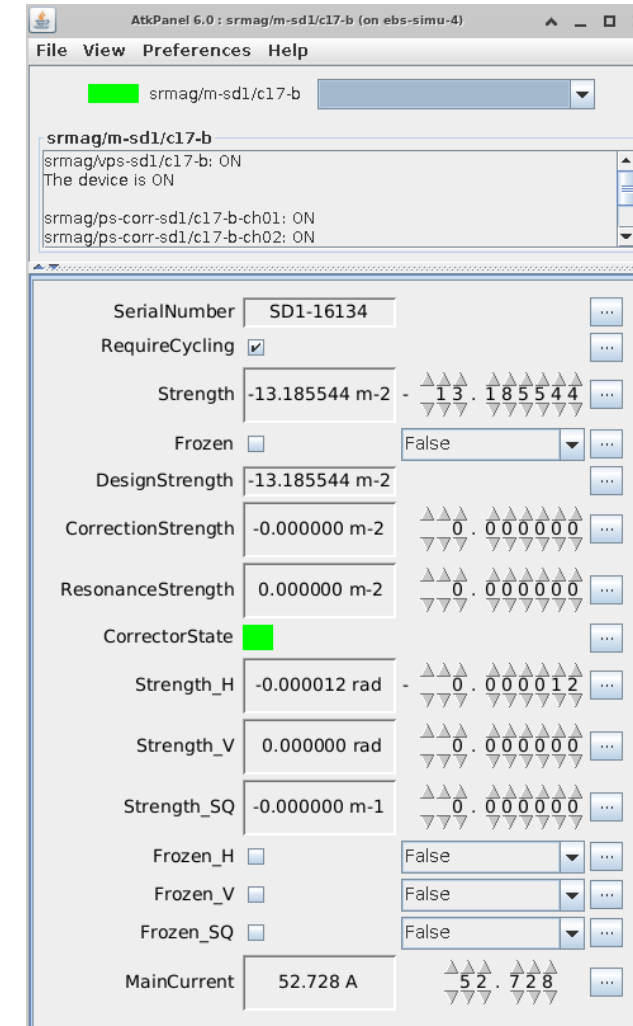 AtkPanel 6.0 : srmag/m-sd1/c17-b (on ebs-simu-4)
File View Preferences Help
srmag/m-sd1/c17-b
srmag/m-sd1/c17-b
srmag/vps-sd1/c17-b: ON
The device is ON
srmag/ps-corr-sd1/c17-b-ch01: ON
srmag/ps-corr-sd1/c17-b-ch02: ON
SerialNumber SD1-16134 ...
RequireCycling ...
Strength -13.185544 m-2 - 13.185544 ...
Frozen False ...
DesignStrength -13.185544 m-2 ...
CorrectionStrength -0.000000 m-2 0.000000 ...
ResonanceStrength 0.000000 m-2 0.000000 ...
CorrectorState ...
Strength_H -0.000012 rad - 0.000012 ...
Strength_V 0.000000 rad 0.000000 ...
Strength_SQ -0.000000 m-1 0.000000 ...
Frozen_H False ...
Frozen_V False ...
Frozen_SQ False ...
MainCurrent 52.728 A 52.728 ...